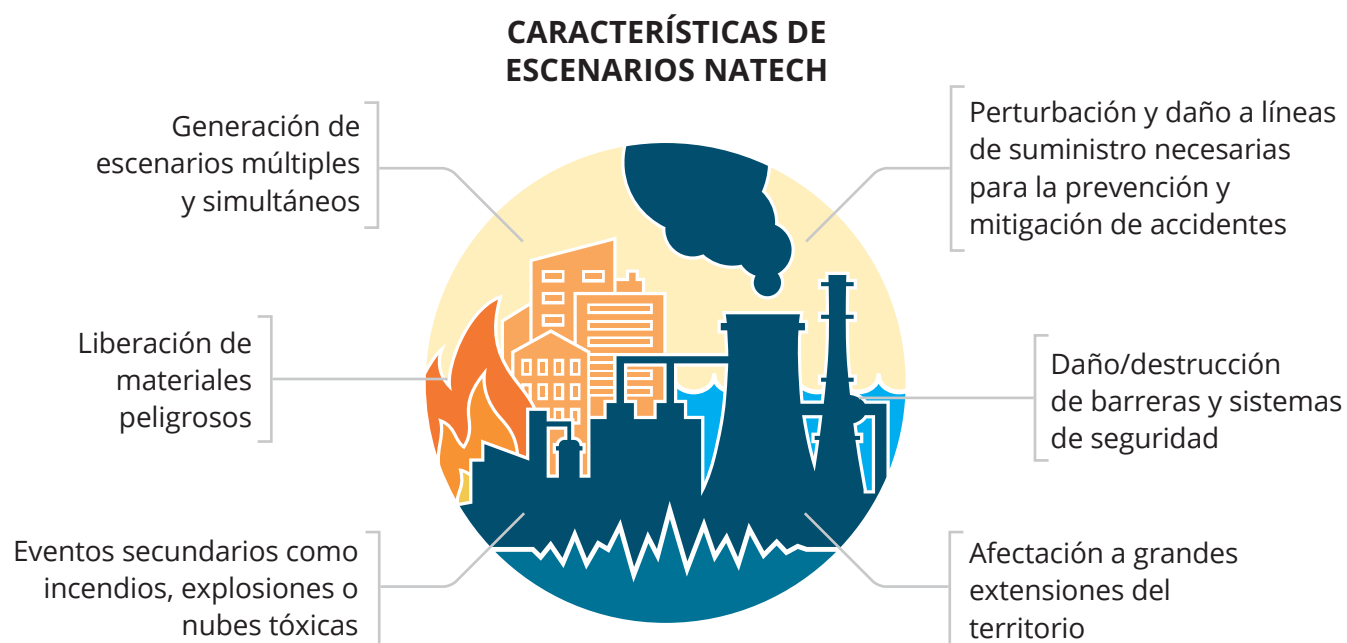 CARACTERÍSTICAS DE
ESCENARIOS NATECH
Generación de
escenarios múltiples
y simultáneos
Liberación de
materiales
peligrosos
Eventos secundarios como
incendios, explosiones o
nubes tóxicas
Perturbación y daño a líneas
de suministro necesarias
para la prevención y
mitigación de accidentes
Daño/destrucción
de barreras y sistemas
de seguridad
Afectación a grandes
extensiones del
territorio